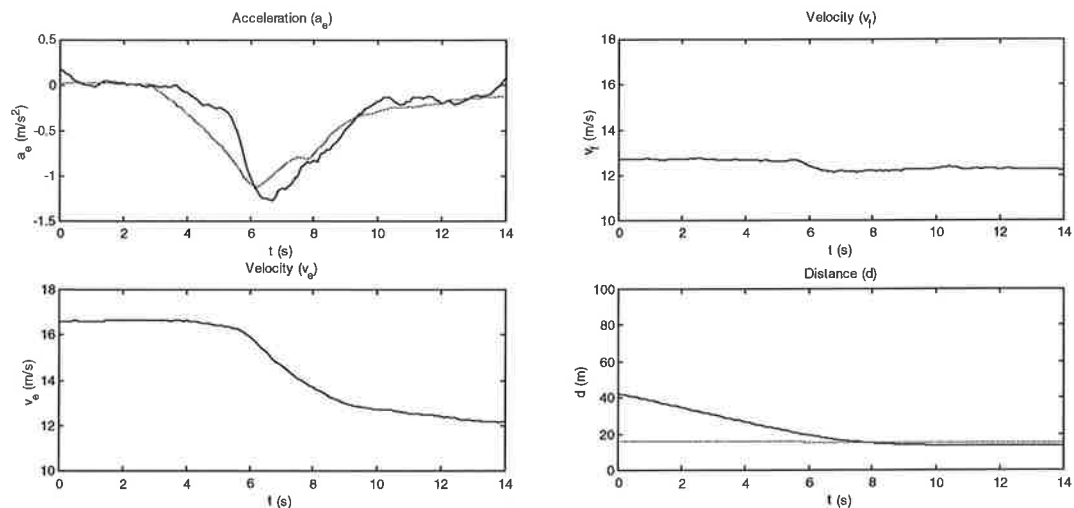 Acceleration (a_e)
0.5
0
-0.5
-1
-1.5
a_e (m/s²)
0 2 4 6 8 10 12 14
t (s)
Velocity (v_f)
18
16
14
12
10
v_f (m/s)
0 2 4 6 8 10 12 14
t (s)
Velocity (v_e)
18
16
14
12
10
v_e (m/s)
0 2 4 6 8 10 12 14
t (s)
Distance (d)
100
80
60
40
20
0
d (m)
0 2 4 6 8 10 12 14
t (s)